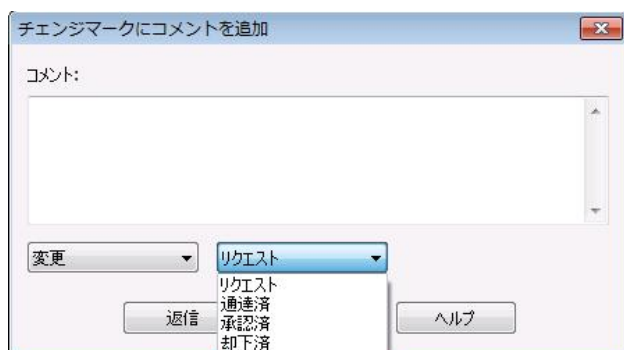 チェンジマークにコメントを追加
コメント:
変更 リクエスト
リクエスト
通達済
返信 承認済 ヘルプ
却下済